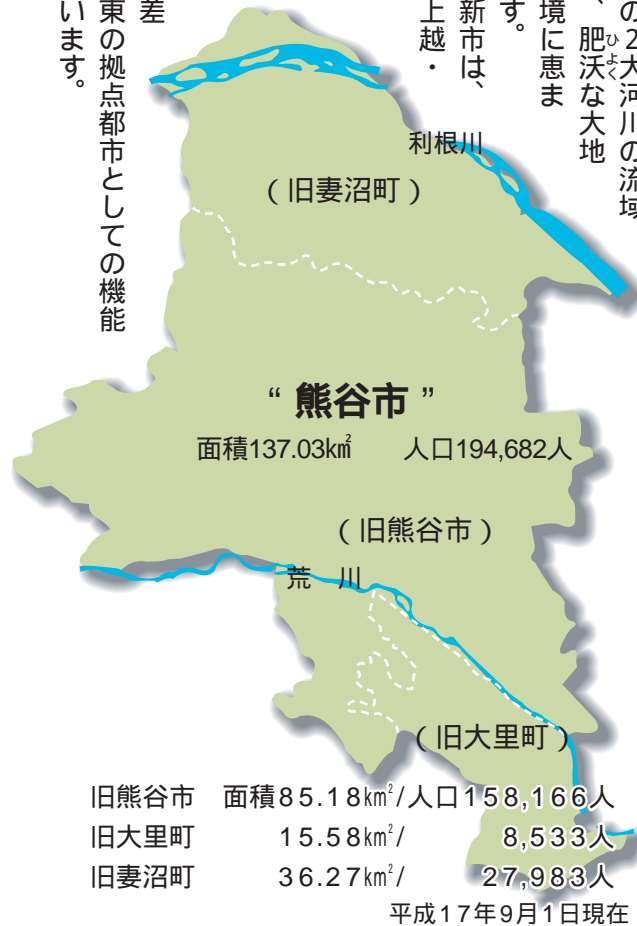 の2大河川の流域
、肥沃な大地
ひよく
境に恵ま
す。
新市は、
上越・
差
東の拠点都市としての機能
います。
利根川
(旧妻沼町)
“熊谷市”
面積137.03km² 人口194,682人
(旧熊谷市)
荒 川
(旧大里町)
旧熊谷市 面積85.18km²/人口158,166人
旧大里町 15.58km²/ 8,533人
旧妻沼町 36.27km²/ 27,983人
平成17年9月1日現在